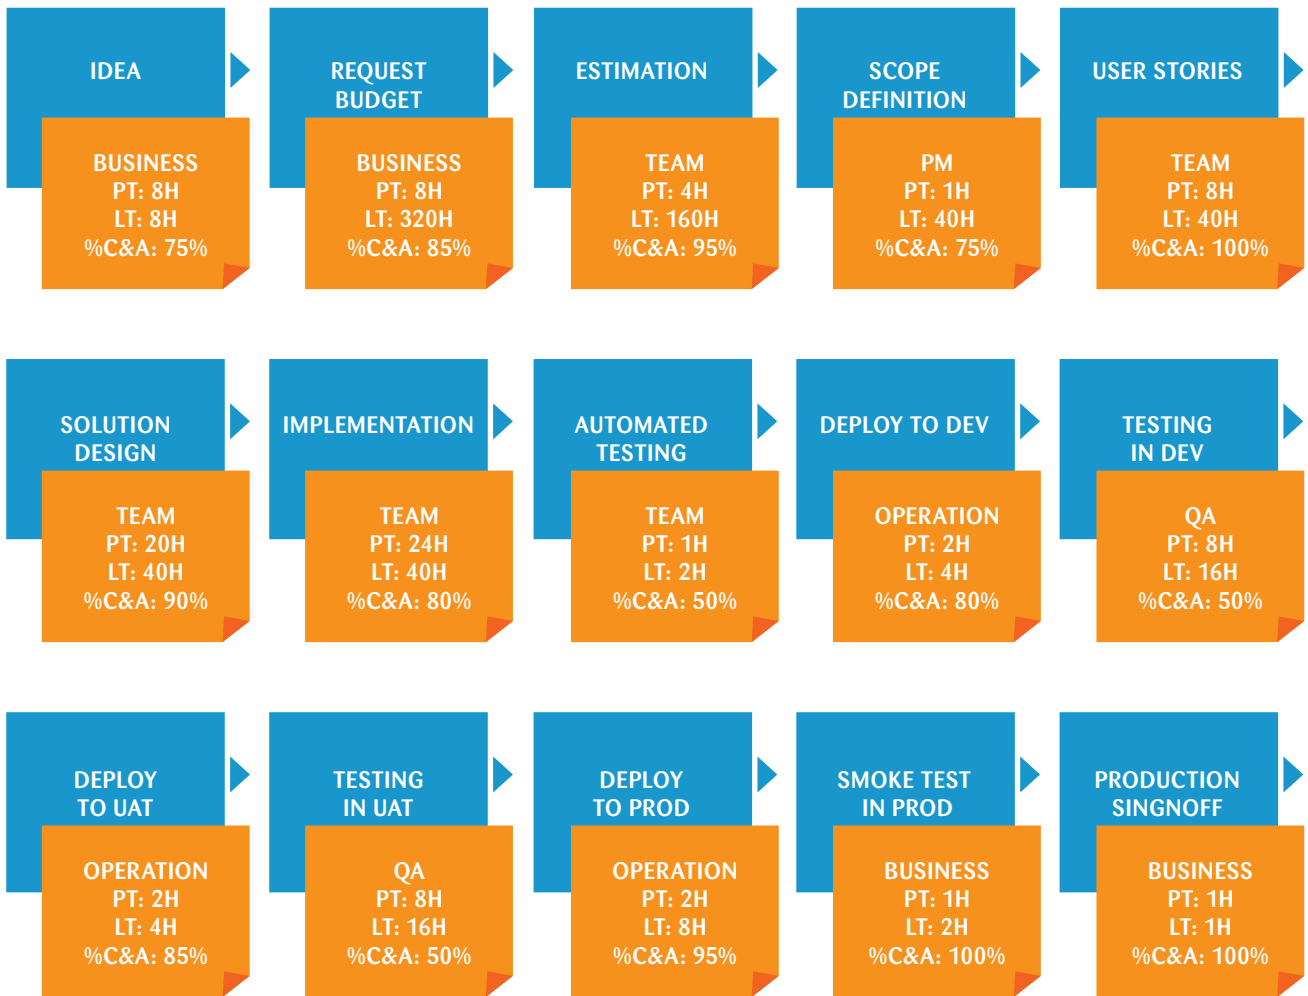 IDEA
BUSINESS
PT: 8H
LT: 8H
%C&A: 75%
REQUEST
BUDGET
BUSINESS
PT: 8H
LT: 320H
%C&A: 85%
ESTIMATION
TEAM
PT: 4H
LT: 160H
%C&A: 95%
SCOPE
DEFINITION
PM
PT: 1H
LT: 40H
%C&A: 75%
USER STORIES
TEAM
PT: 8H
LT: 40H
%C&A: 100%
SOLUTION
DESIGN
TEAM
PT: 20H
LT: 40H
%C&A: 90%
IMPLEMENTATION
TEAM
PT: 24H
LT: 40H
%C&A: 80%
AUTOMATED
TESTING
TEAM
PT: 1H
LT: 2H
%C&A: 50%
DEPLOY TO DEV
OPERATION
PT: 2H
LT: 4H
%C&A: 80%
TESTING
IN DEV
QA
PT: 8H
LT: 16H
%C&A: 50%
DEPLOY
TO UAT
OPERATION
PT: 2H
LT: 4H
%C&A: 85%
TESTING
IN UAT
QA
PT: 8H
LT: 16H
%C&A: 50%
DEPLOY
TO PROD
OPERATION
PT: 2H
LT: 8H
%C&A: 95%
SMOKE TEST
IN PROD
BUSINESS
PT: 1H
LT: 2H
%C&A: 100%
PRODUCTION
SINGNOFF
BUSINESS
PT: 1H
LT: 1H
%C&A: 100%